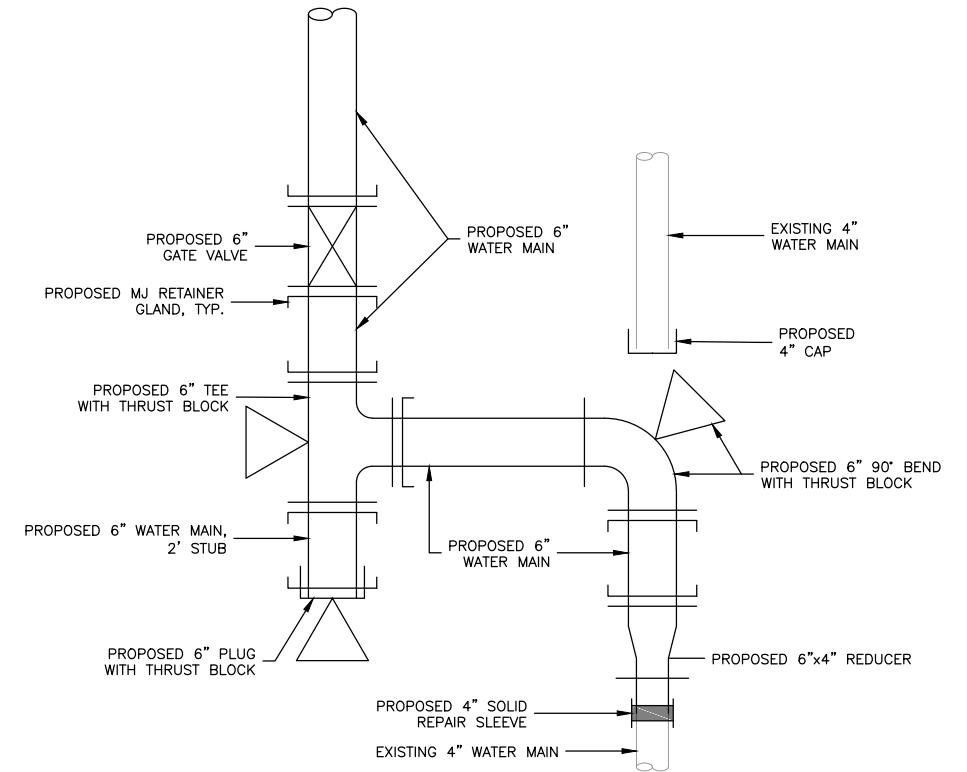 PROPOSED 6”
GATE VALVE
PROPOSED 6”
WATER MAIN
EXISTING 4”
WATER MAIN
PROPOSED MJ RETAINER
GLAND, TYP.
PROPOSED
4” CAP
PROPOSED 6” TEE
WITH THRUST BLOCK
PROPOSED 6” 90° BEND
WITH THRUST BLOCK
PROPOSED 6” WATER MAIN,
2’ STUB
PROPOSED 6”
WATER MAIN
PROPOSED 6” PLUG
WITH THRUST BLOCK
PROPOSED 6”x4” REDUCER
PROPOSED 4” SOLID
REPAIR SLEEVE
EXISTING 4” WATER MAIN